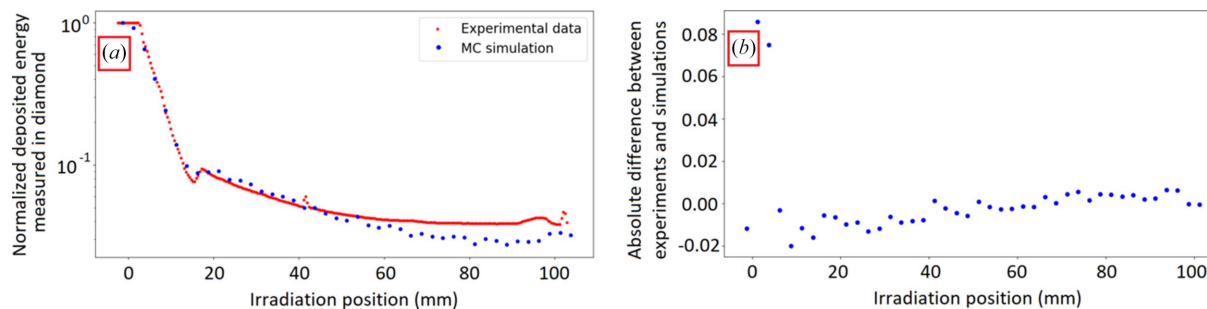 Normalized deposited energy
measured in diamond
10⁰
10⁻¹
(a)
Experimental data
MC simulation
0 20 40 60 80 100
Irradiation position (mm)
Absolute difference between
experiments and simulations
0.08
0.06
0.04
0.02
0.00
-0.02
(b)
0 20 40 60 80 100
Irradiation position (mm)